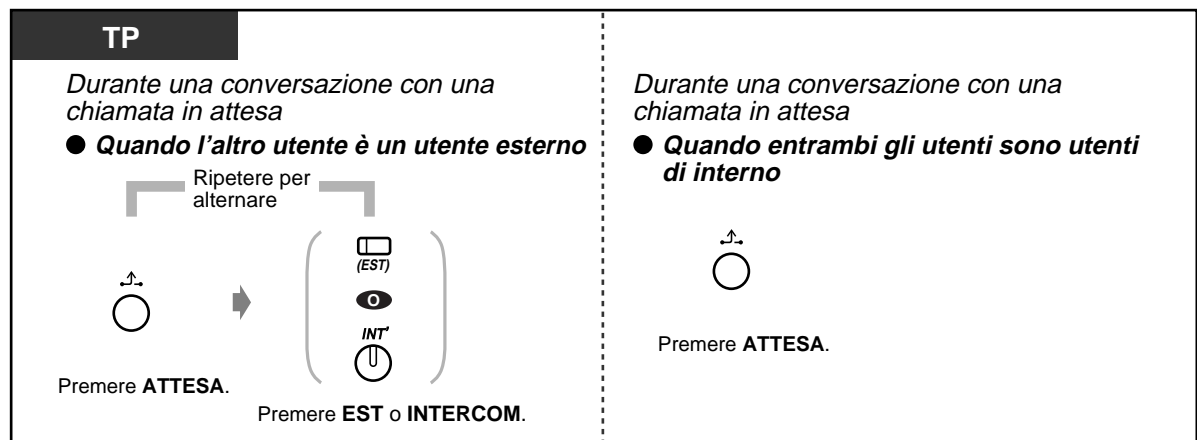 TP
Durante una conversazione con una
chiamata in attesa
● Quando l'altro utente è un utente esterno
Ripetere per
alternare
(EST)
O
INT'
Premere ATTESA.
Premere EST o INTERCOM.
Durante una conversazione con una
chiamata in attesa
● Quando entrambi gli utenti sono utenti
di interno
Premere ATTESA.